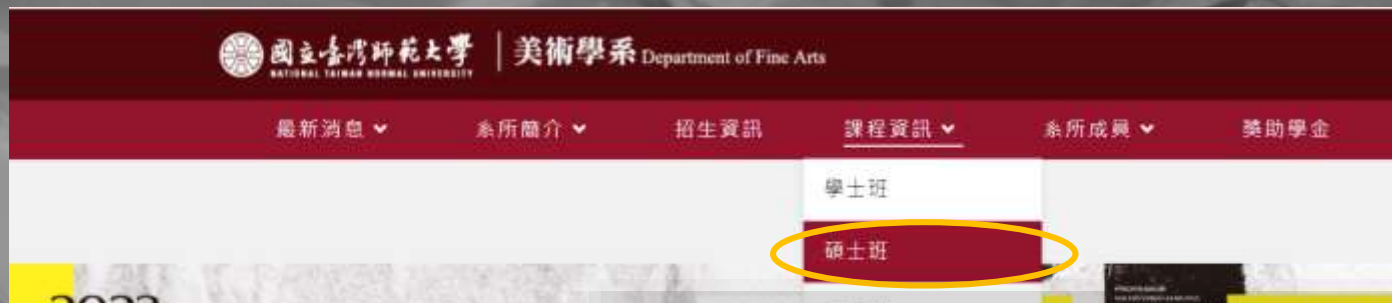 國立臺灣師範大學 美術學系 Department of Fine Arts
NATIONAL TAIWAN NORMAL UNIVERSITY
最新消息 系所簡介 招生資訊 課程資訊 系所成員 獎助學金
學士班
碩士班